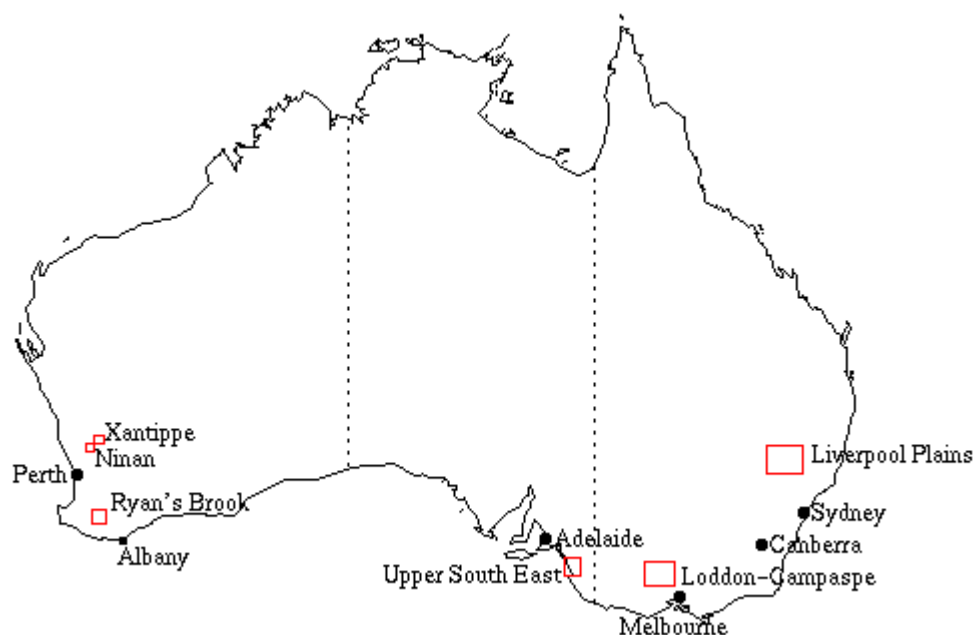 Xantippe
Ninan
Perth
Ryan's Brook
Albany
Liverpool Plains
Sydney
Adelaide
Canberra
Upper South East
Loddon-Campaspe
Melbourne